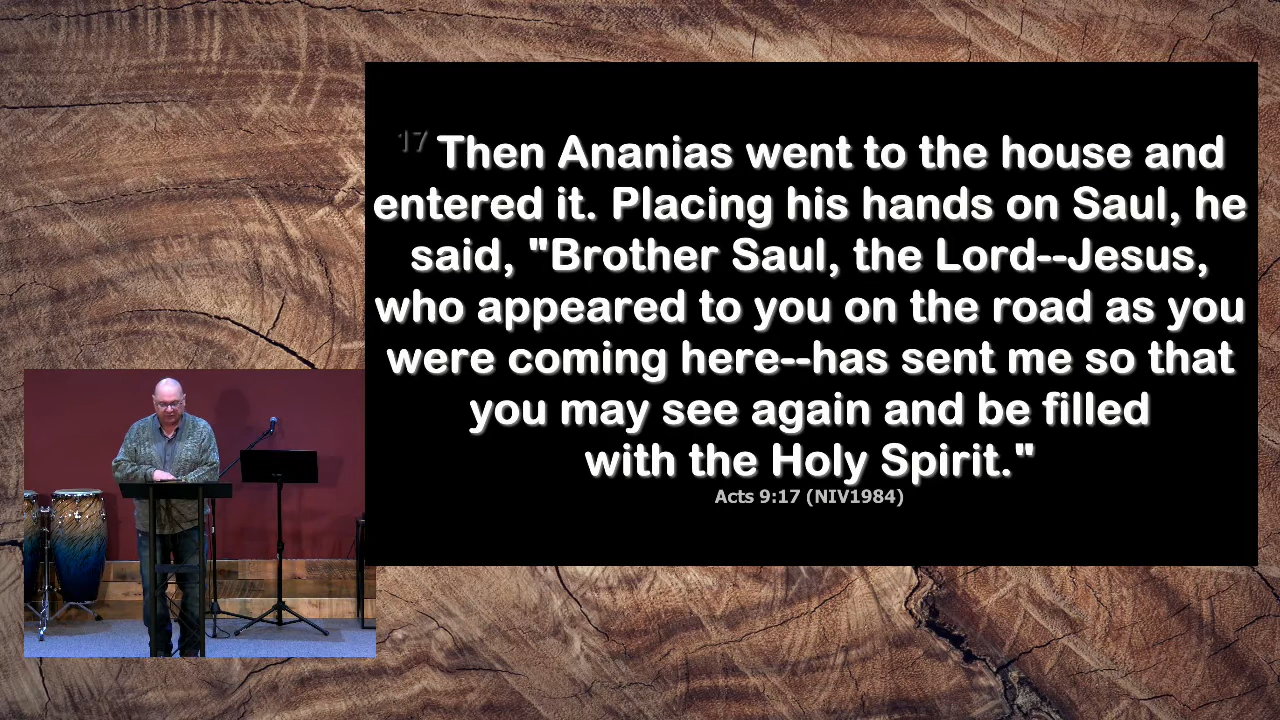 17 Then Ananias went to the house and
entered it. Placing his hands on Saul, he
said, "Brother Saul, the Lord--Jesus,
who appeared to you on the road as you
were coming here--has sent me so that
you may see again and be filled
with the Holy Spirit."
Acts 9:17 (NIV1984)